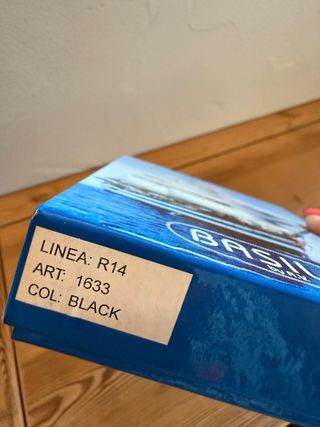 LINEA: R14
ART: 1633
COL: BLACK